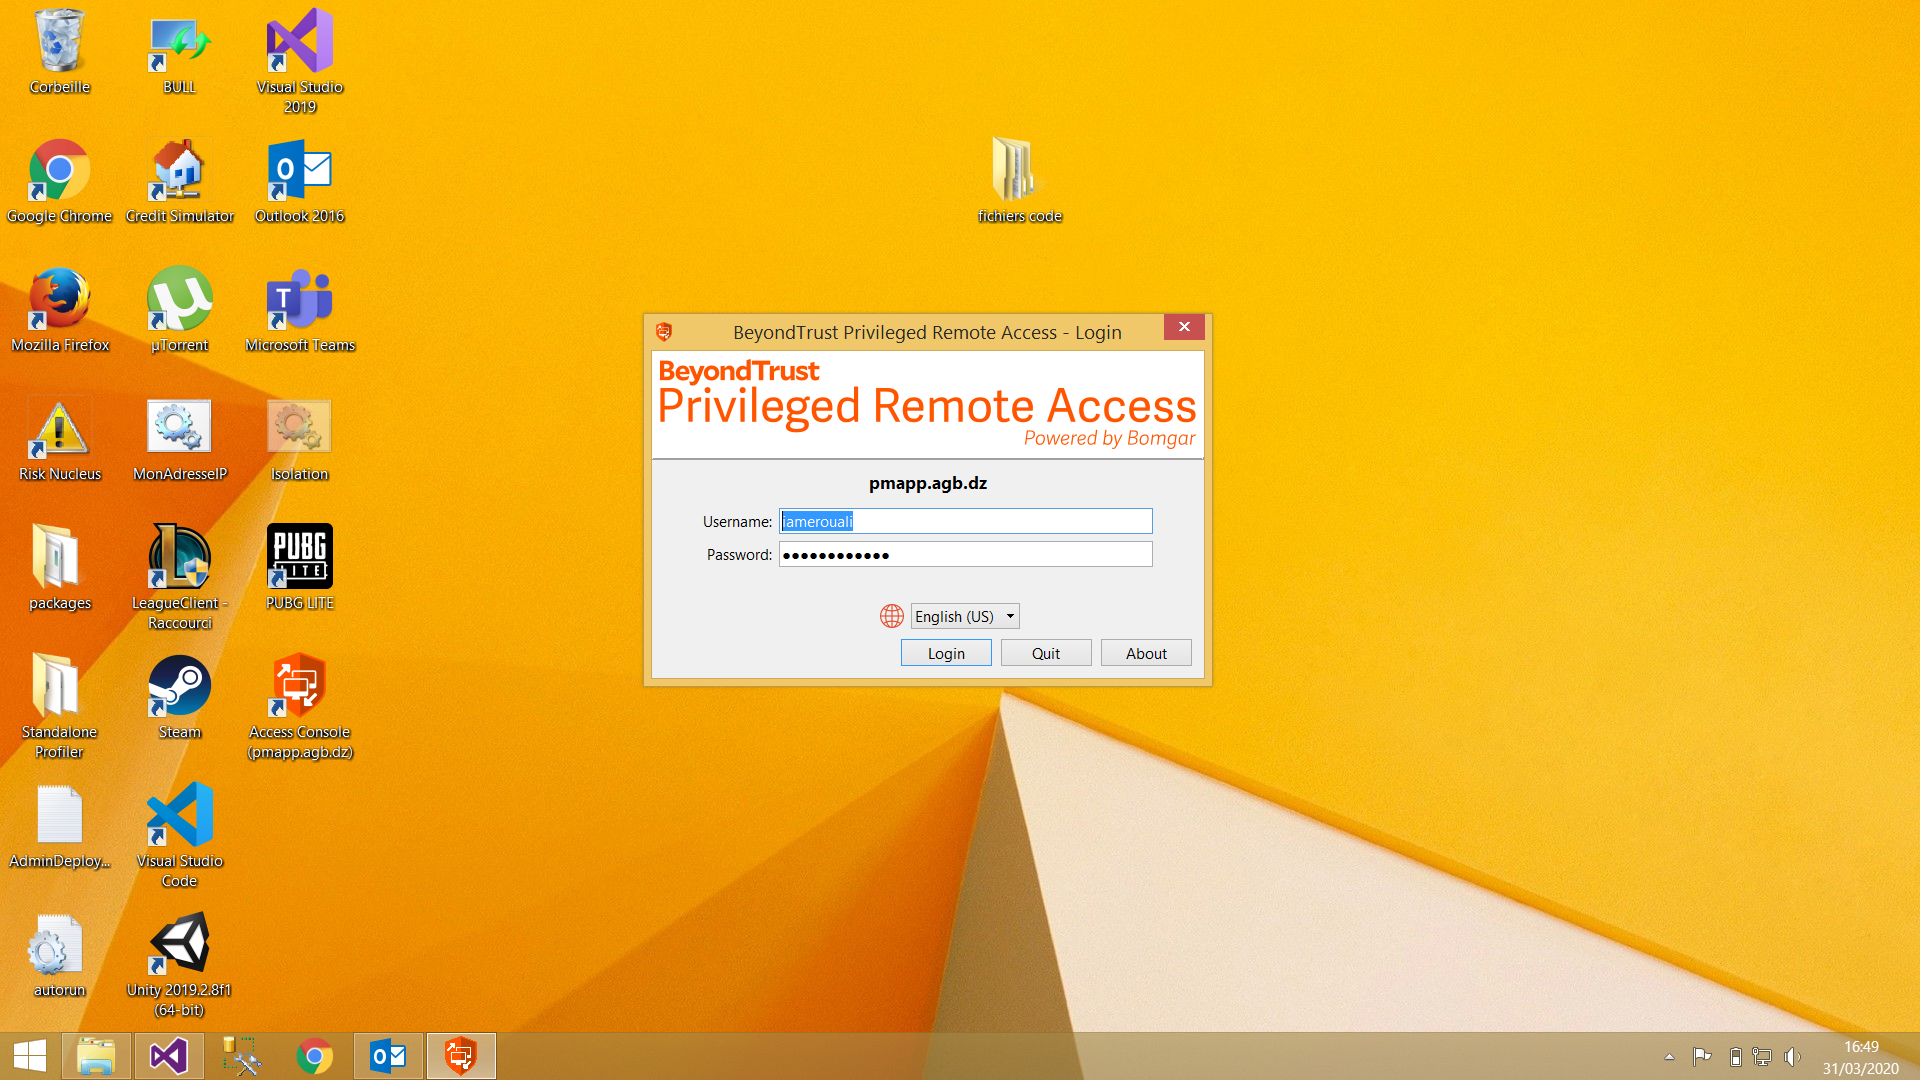 Corbeille
BULL
Visual Studio
2019
Google Chrome
Credit Simulator
Outlook 2016
fichiers code
Mozilla Firefox
µTorrent
Microsoft Teams
Risk Nucleus
MonAdresseIP
Isolation
packages
LeagueClient -
Raccourci
PUBG
LITE
PUBG LITE
Standalone
Profiler
Steam
Access Console
(pmapp.agb.dz)
AdminDeploy...
Visual Studio
Code
autorun
Unity 2019.2.8f1
(64-bit)
BeyondTrust Privileged Remote Access - Login
BeyondTrust
Privileged Remote Access
Powered by Bomgar
pmapp.agb.dz
Username: iamerouali
Password: ●●●●●●●●●●●●
English (US)
Login Quit About
16:49
31/03/2020